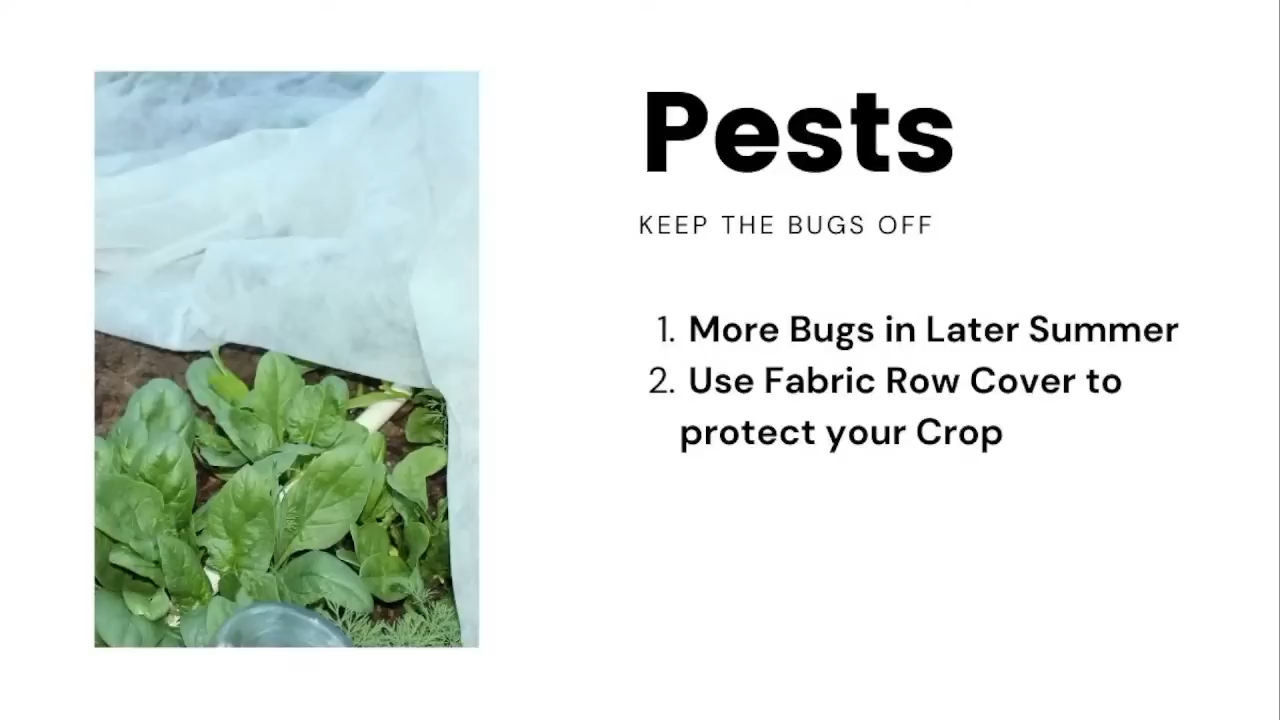 Pests
KEEP THE BUGS OFF
1. More Bugs in Later Summer
2. Use Fabric Row Cover to
protect your Crop